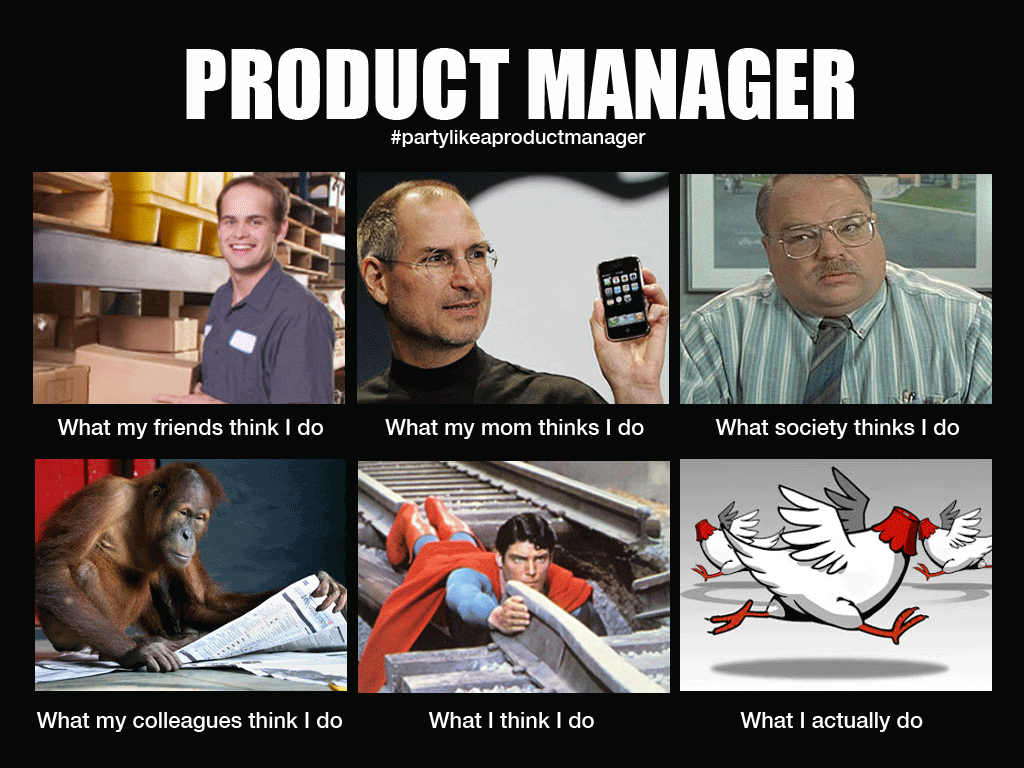 PRODUCT MANAGER
#partylikeaproductmanager
What my friends think I do
What my mom thinks I do
What society thinks I do
What my colleagues think I do
What I think I do
What I actually do